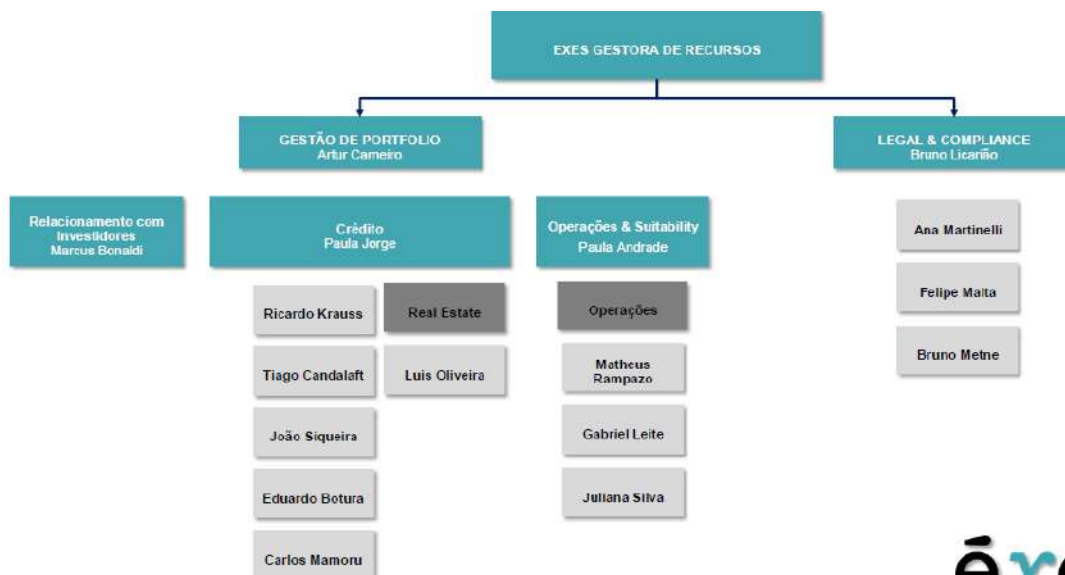 EXES GESTORA DE RECURSOS
GESTÃO DE PORTFOLIO
Artur Carneiro
LEGAL & COMPLIANCE
Bruno Licarião
Relacionamento com
Investidores
Marcus Bonaldi
Crédito
Paula Jorge
Operações & Suitability
Paula Andrade
Ricardo Krauss
Tiago Candalaft
João Siqueira
Eduardo Botura
Carlos Mamoru
Real Estate
Luis Oliveira
Operações
Matheus
Rampazo
Gabriel Leite
Juliana Silva
Ana Martinelli
Felipe Malta
Bruno Metne